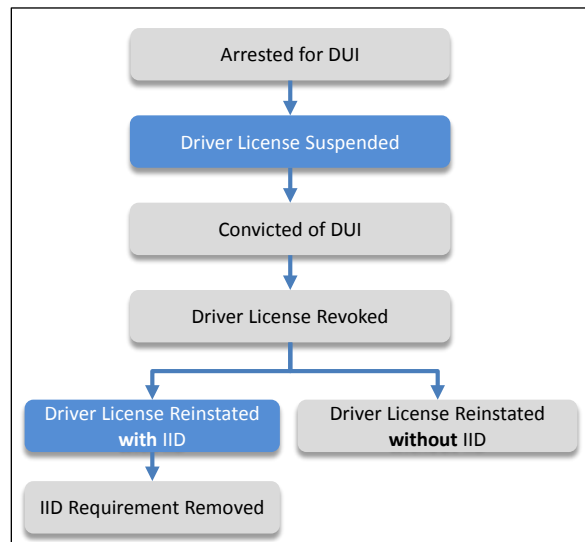 Arrested for DUI
Driver License Suspended
Convicted of DUI
Driver License Revoked
Driver License Reinstated
with IID
Driver License Reinstated
without IID
IID Requirement Removed